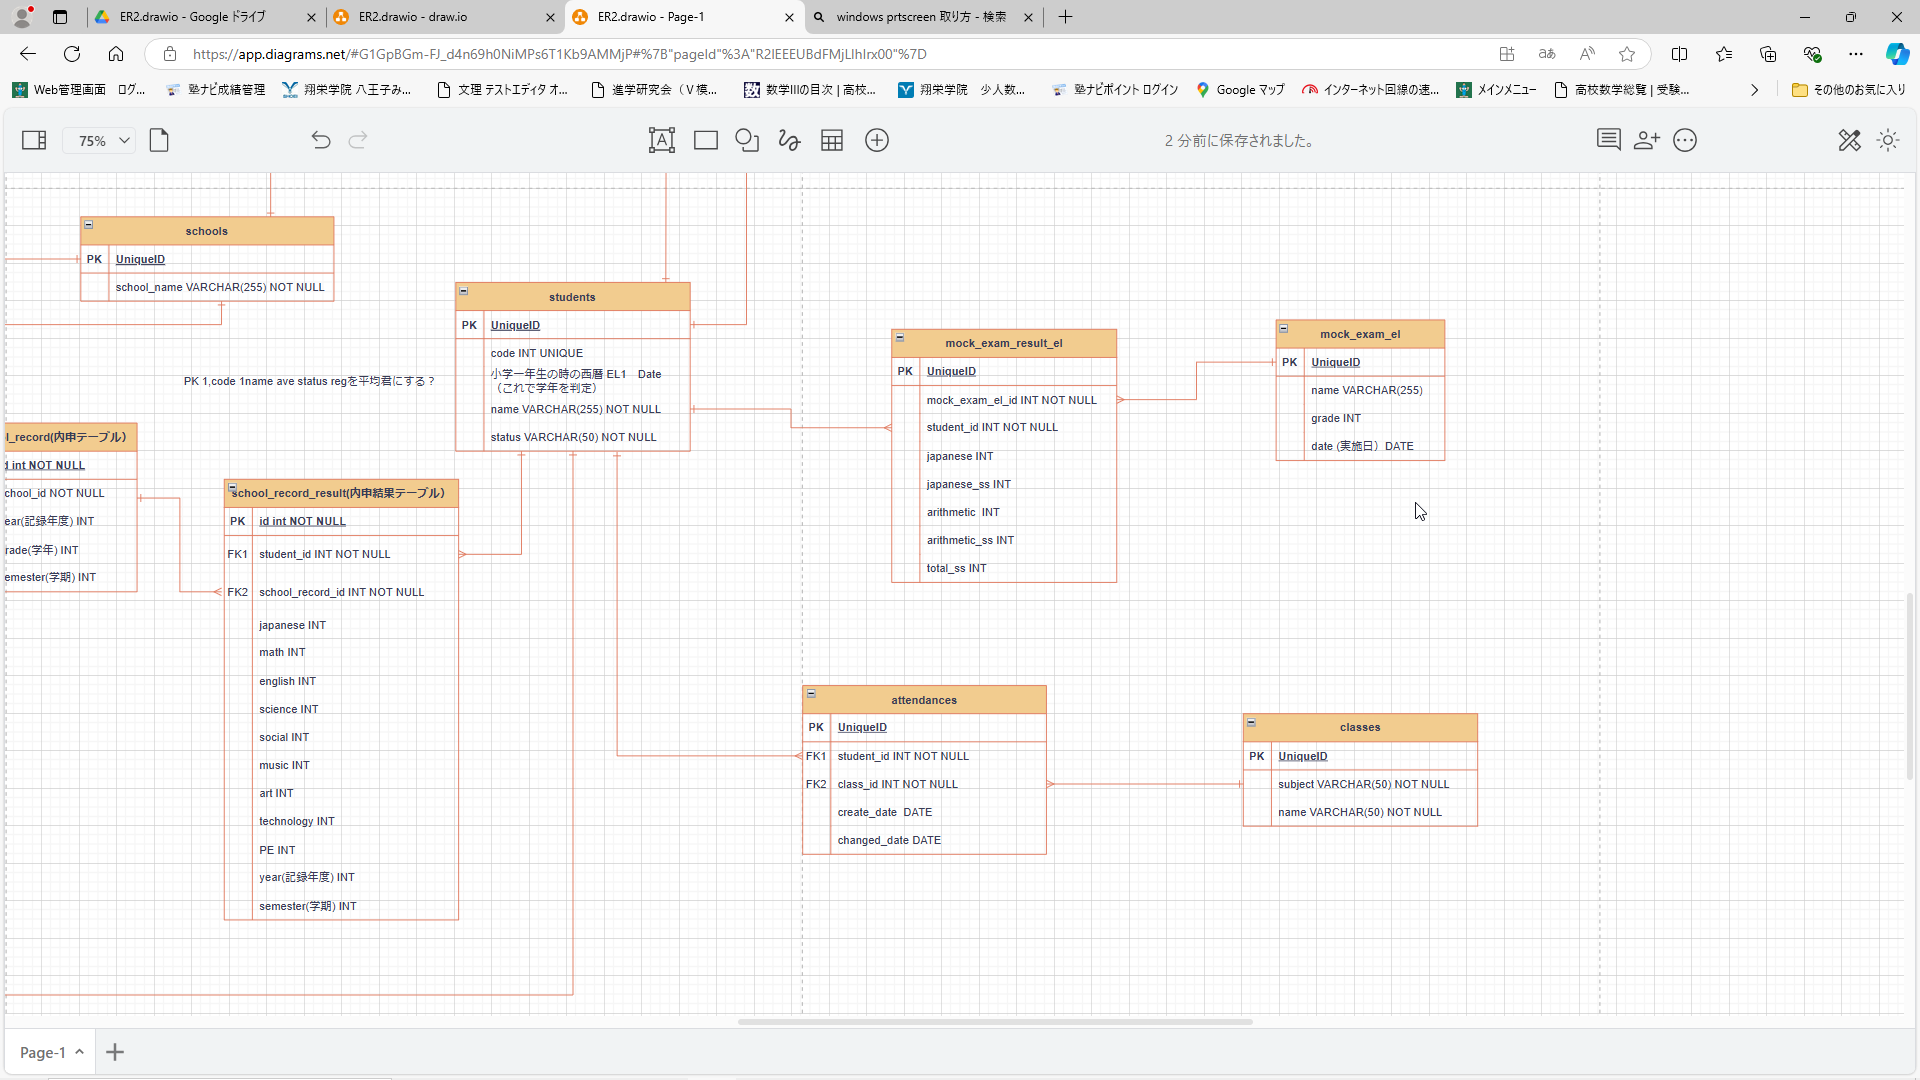 ER2.drawio - Google ドライブ
ER2.drawio - draw.io
ER2.drawio - Page-1
windows prtscreen 取り方 - 検索
https://app.diagrams.net/#G1GpBGm-FJ_d4n69h0NiMPs6T1Kb9AMMjP#%7B"pageId"%3A"R2lEEEUBdFMjLlhIrx00"%7D
Web管理画面 ログ...
塾ナビ成績管理
翔栄学院 八王子み...
文理 テストエディタ オ...
進学研究会（V模...
数学IIIの目次 | 高校...
翔栄学院 少人数...
塾ナビポイント ログイン
Google マップ
インターネット回線の速...
メインメニュー
高校数学総覧 | 受験...
その他のお気に入り
75%
2 分前に保存されました。
schools
PK UniqueID
school_name VARCHAR(255) NOT NULL
students
PK UniqueID
code INT UNIQUE
小学一年生の時の西暦 EL1 Date
（これで学年を判定）
name VARCHAR(255) NOT NULL
status VARCHAR(50) NOT NULL
PK 1,code 1name ave status regを平均君にする？
l_record(内申テーブル）
d int NOT NULL
chool_id NOT NULL
ear(記録年度) INT
rade(学年) INT
emester(学期) INT
school_record_result(内申結果テーブル）
PK id int NOT NULL
FK1 student_id INT NOT NULL
FK2 school_record_id INT NOT NULL
japanese INT
math INT
english INT
science INT
social INT
music INT
art INT
technology INT
PE INT
year(記録年度) INT
semester(学期) INT
mock_exam_result_el
PK UniqueID
mock_exam_el_id INT NOT NULL
student_id INT NOT NULL
japanese INT
japanese_ss INT
arithmetic INT
arithmetic_ss INT
total_ss INT
mock_exam_el
PK UniqueID
name VARCHAR(255)
grade INT
date (実施日）DATE
attendances
PK UniqueID
FK1 student_id INT NOT NULL
FK2 class_id INT NOT NULL
create_date DATE
changed_date DATE
classes
PK UniqueID
subject VARCHAR(50) NOT NULL
name VARCHAR(50) NOT NULL
Page-1